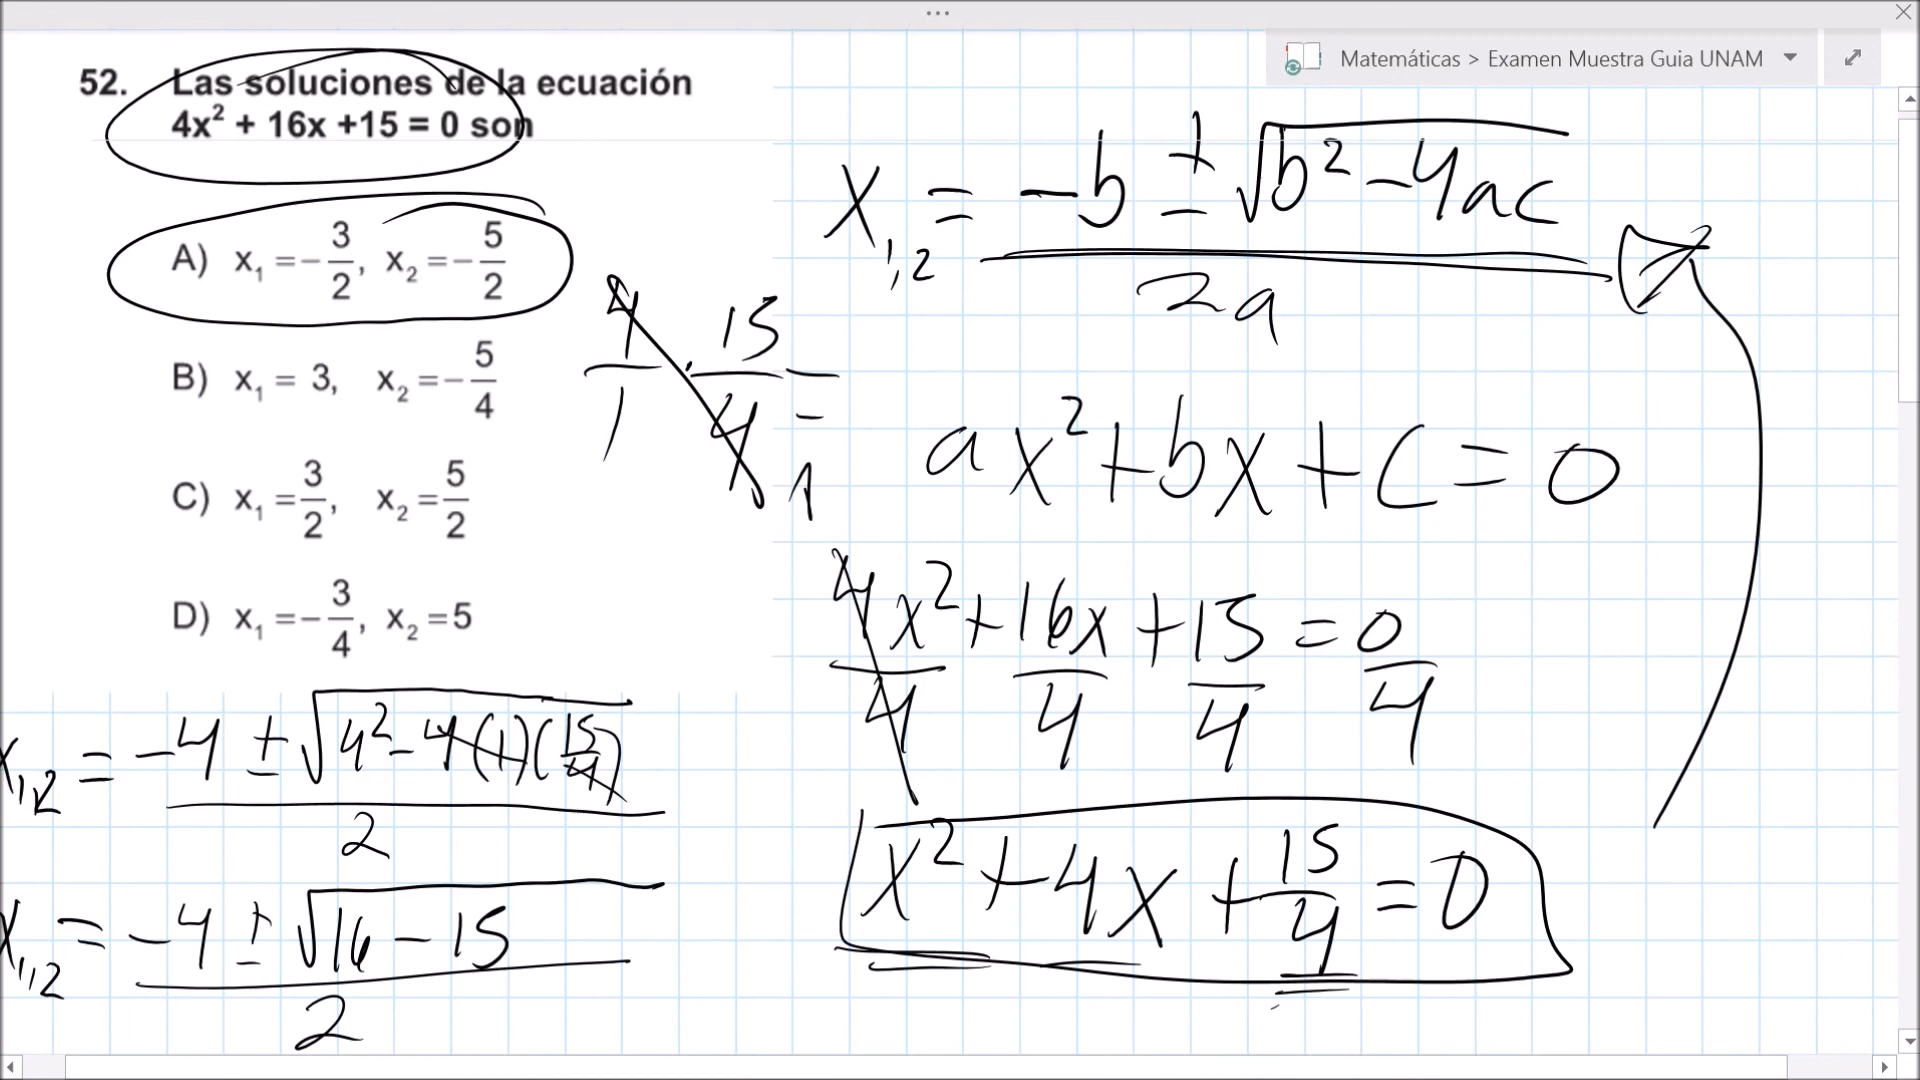 Matemáticas > Examen Muestra Guia UNAM
52. Las soluciones de la ecuación
4x² + 16x +15 = 0 son
A) x₁ = -3/2, x₂ = -5/2
B) x₁ = 3, x₂ = -5/4
C) x₁ = 3/2, x₂ = 5/2
D) x₁ = -3/4, x₂ = 5
4/1 · 15/4 =
1
x₁,₂ = -b ± √b² - 4ac / 2a
ax² + bx + c = 0
4x²/4 + 16x/4 + 15/4 = 0/4
x² + 4x + 15/4 = 0
x₁,₂ = -4 ± √4² - 4(1)(15/4) / 2
x₁,₂ = -4 ± √16 - 15 / 2